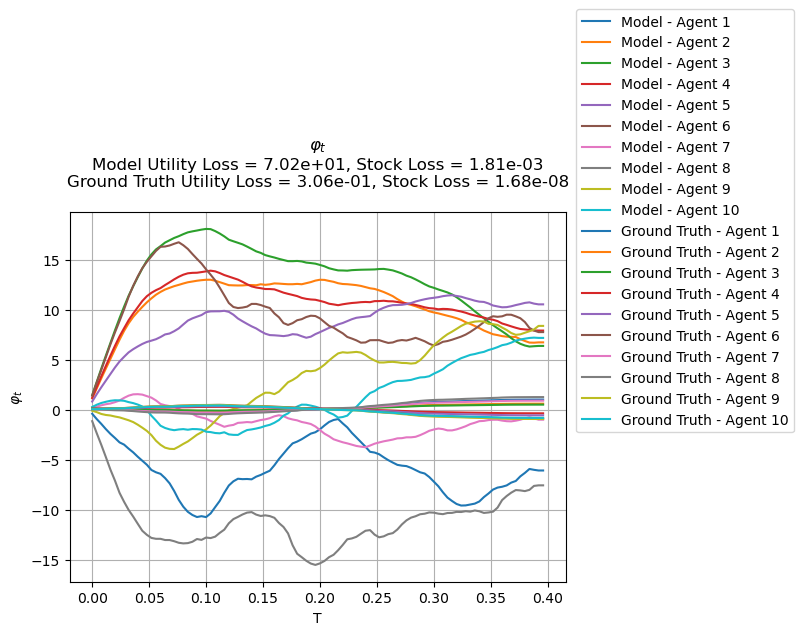 φt
Model Utility Loss = 7.02e+01, Stock Loss = 1.81e-03
Ground Truth Utility Loss = 3.06e-01, Stock Loss = 1.68e-08
Model - Agent 1
Model - Agent 2
Model - Agent 3
Model - Agent 4
Model - Agent 5
Model - Agent 6
Model - Agent 7
Model - Agent 8
Model - Agent 9
Model - Agent 10
Ground Truth - Agent 1
Ground Truth - Agent 2
Ground Truth - Agent 3
Ground Truth - Agent 4
Ground Truth - Agent 5
Ground Truth - Agent 6
Ground Truth - Agent 7
Ground Truth - Agent 8
Ground Truth - Agent 9
Ground Truth - Agent 10
φt
15
10
5
0
−5
−10
−15
0.00 0.05 0.10 0.15 0.20 0.25 0.30 0.35 0.40
T